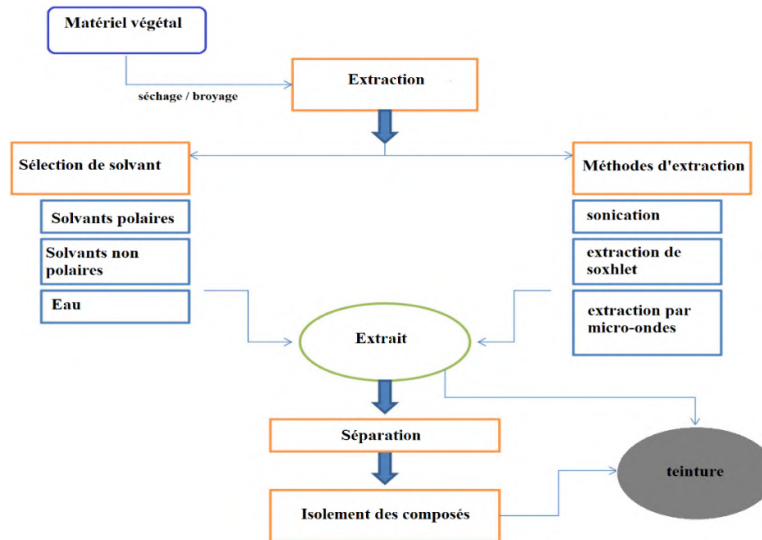 Matériel végétal
séchage / broyage
Extraction
Sélection de solvant
Méthodes d'extraction
Solvants polaires
Solvants non
polaires
Eau
sonication
extraction de
soxhlet
extraction par
micro-ondes
Extrait
Séparation
teinture
Isolement des composés